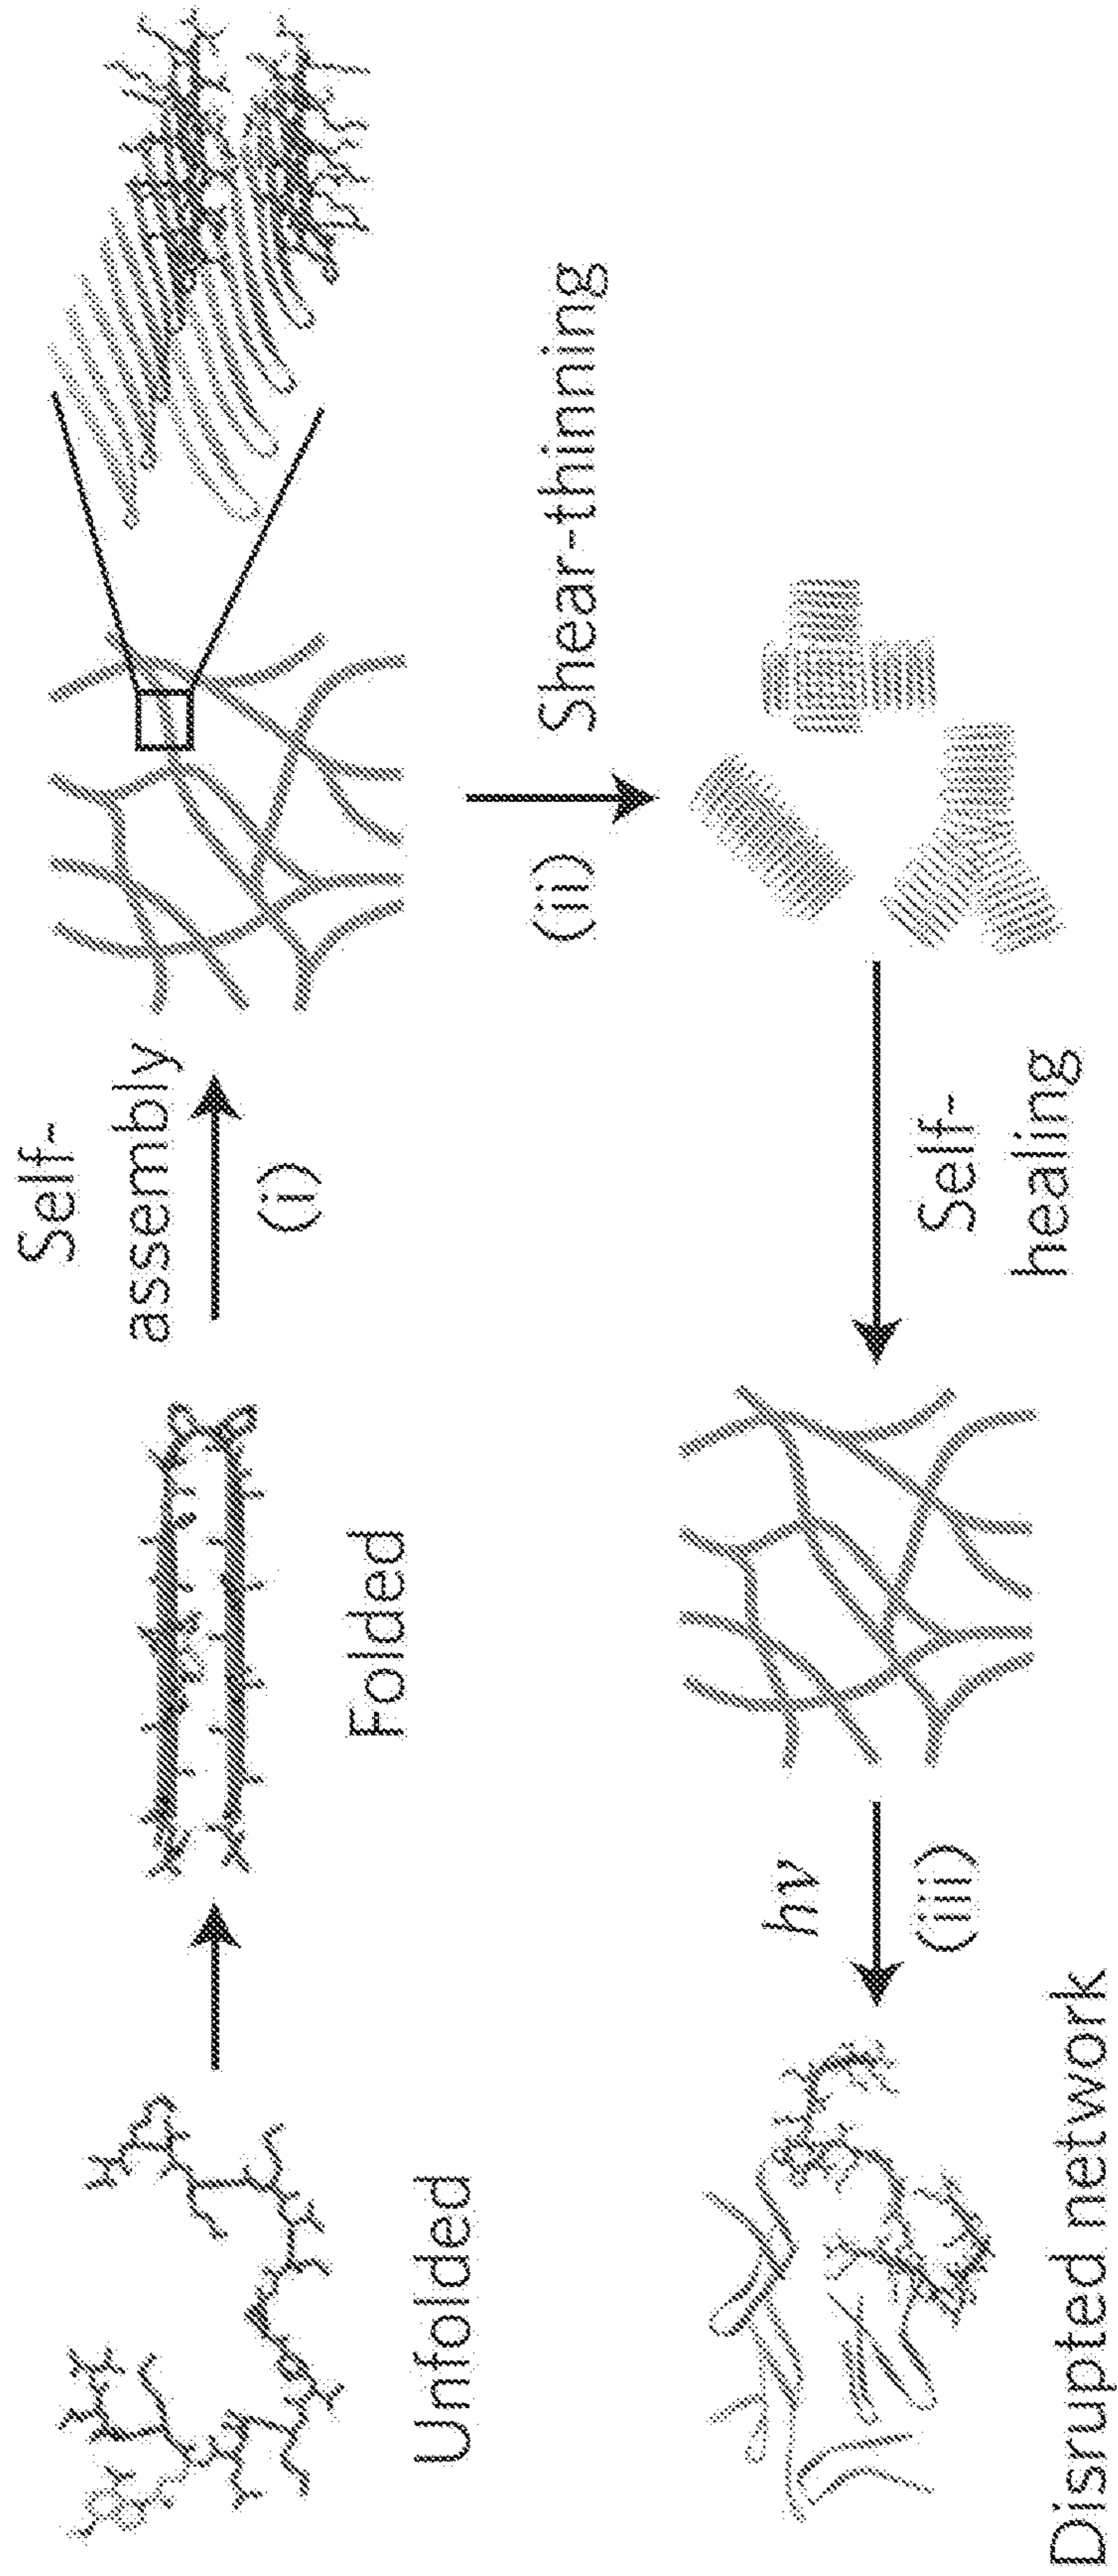 Unfolded
Folded
Self-
assembly
(i)
(ii)
Shear-thinning
Self-
healing
hν
(iii)
Disrupted network